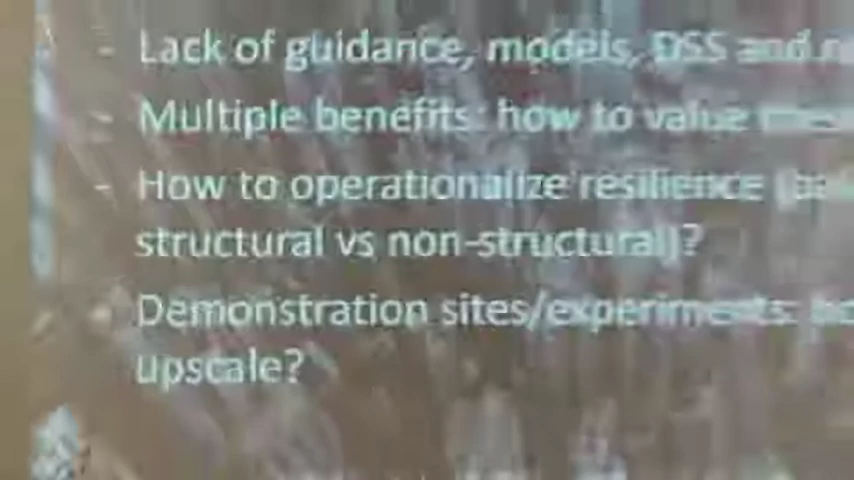 - Lack of guidance, models, DSS and
- Multiple benefits: how to value
- How to operationalize resilience
structural vs non-structural)?
- Demonstration sites/experiments:
upscale?